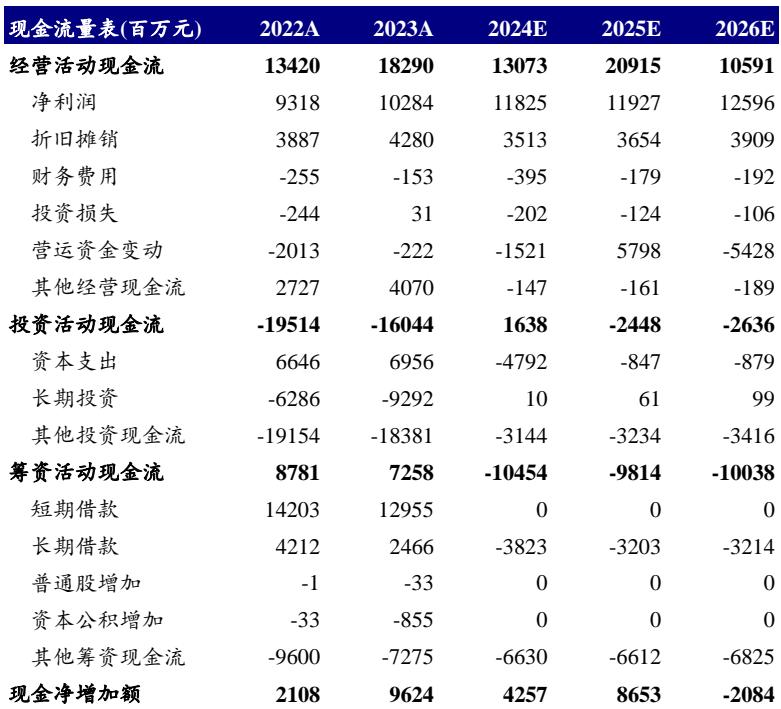 现金流量表(百万元) 2022A 2023A 2024E 2025E 2026E
经营活动现金流 13420 18290 13073 20915 10591
净利润 9318 10284 11825 11927 12596
折旧摊销 3887 4280 3513 3654 3909
财务费用 -255 -153 -395 -179 -192
投资损失 -244 31 -202 -124 -106
营运资金变动 -2013 -222 -1521 5798 -5428
其他经营现金流 2727 4070 -147 -161 -189
投资活动现金流 -19514 -16044 1638 -2448 -2636
资本支出 6646 6956 -4792 -847 -879
长期投资 -6286 -9292 10 61 99
其他投资现金流 -19154 -18381 -3144 -3234 -3416
筹资活动现金流 8781 7258 -10454 -9814 -10038
短期借款 14203 12955 0 0 0
长期借款 4212 2466 -3823 -3203 -3214
普通股增加 -1 -33 0 0 0
资本公积增加 -33 -855 0 0 0
其他筹资现金流 -9600 -7275 -6630 -6612 -6825
现金净增加额 2108 9624 4257 8653 -2084